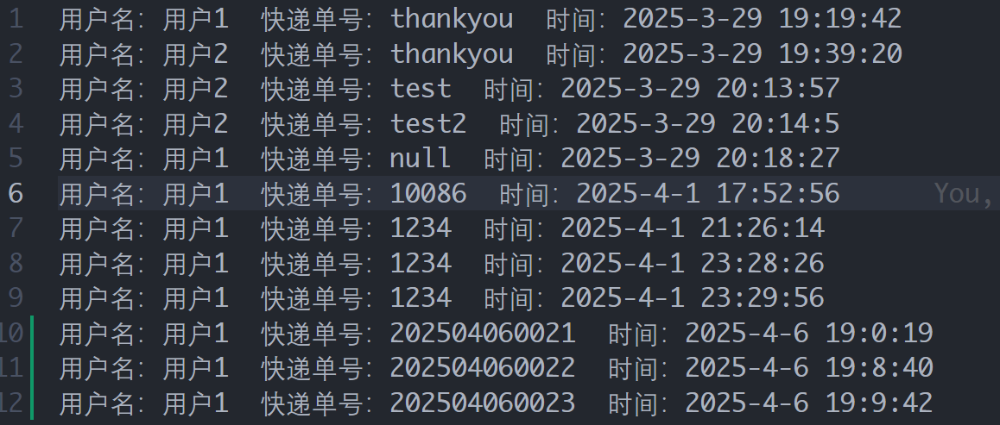 1 用户名: 用户1  快递单号: thankyou  时间: 2025-3-29 19:19:42
2 用户名: 用户2  快递单号: thankyou  时间: 2025-3-29 19:39:20
3 用户名: 用户2  快递单号: test  时间: 2025-3-29 20:13:57
4 用户名: 用户2  快递单号: test2  时间: 2025-3-29 20:14:5
5 用户名: 用户1  快递单号: null  时间: 2025-3-29 20:18:27
6 用户名: 用户1  快递单号: 10086  时间: 2025-4-1 17:52:56 You,
7 用户名: 用户1  快递单号: 1234  时间: 2025-4-1 21:26:14
8 用户名: 用户1  快递单号: 1234  时间: 2025-4-1 23:28:26
9 用户名: 用户1  快递单号: 1234  时间: 2025-4-1 23:29:56
10 用户名: 用户1  快递单号: 202504060021  时间: 2025-4-6 19:0:19
11 用户名: 用户1  快递单号: 202504060022  时间: 2025-4-6 19:8:40
12 用户名: 用户1  快递单号: 202504060023  时间: 2025-4-6 19:9:42